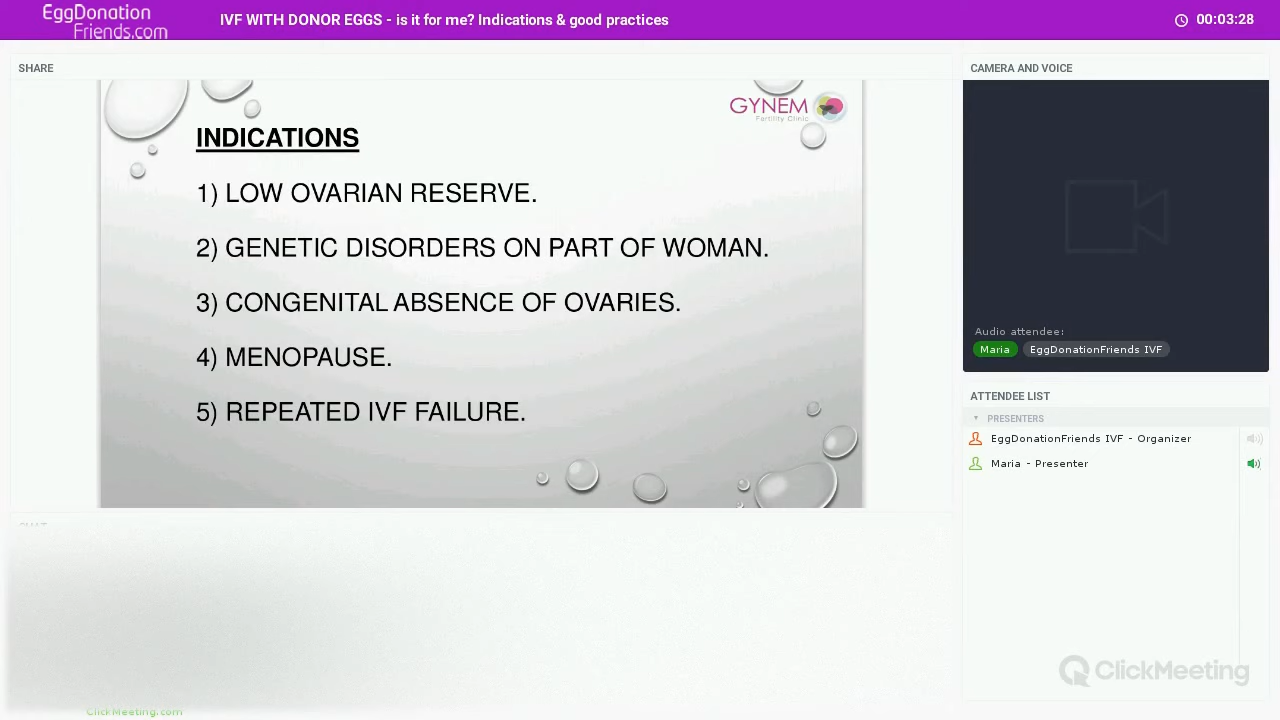 EggDonation
Friends.com
IVF WITH DONOR EGGS - is it for me? Indications & good practices
00:03:28
SHARE
GYNEM
Fertility Clinic
INDICATIONS
1) LOW OVARIAN RESERVE.
2) GENETIC DISORDERS ON PART OF WOMAN.
3) CONGENITAL ABSENCE OF OVARIES.
4) MENOPAUSE.
5) REPEATED IVF FAILURE.
CAMERA AND VOICE
Audio attendee:
Maria EggDonationFriends IVF
ATTENDEE LIST
PRESENTERS
EggDonationFriends IVF - Organizer
Maria - Presenter
CHAT
ClickMeeting
ClickMeeting.com